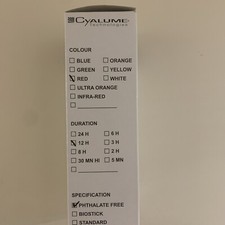 CYALUME
Technologies
COLOUR
BLUE ORANGE
GREEN YELLOW
RED WHITE
ULTRA ORANGE
INFRA-RED
DURATION
24 H 6 H
12 H 3 H
8 H 2 H
30 MN HI 5 MN
SPECIFICATION
PHTHALATE FREE
BIOSTICK
STANDARD